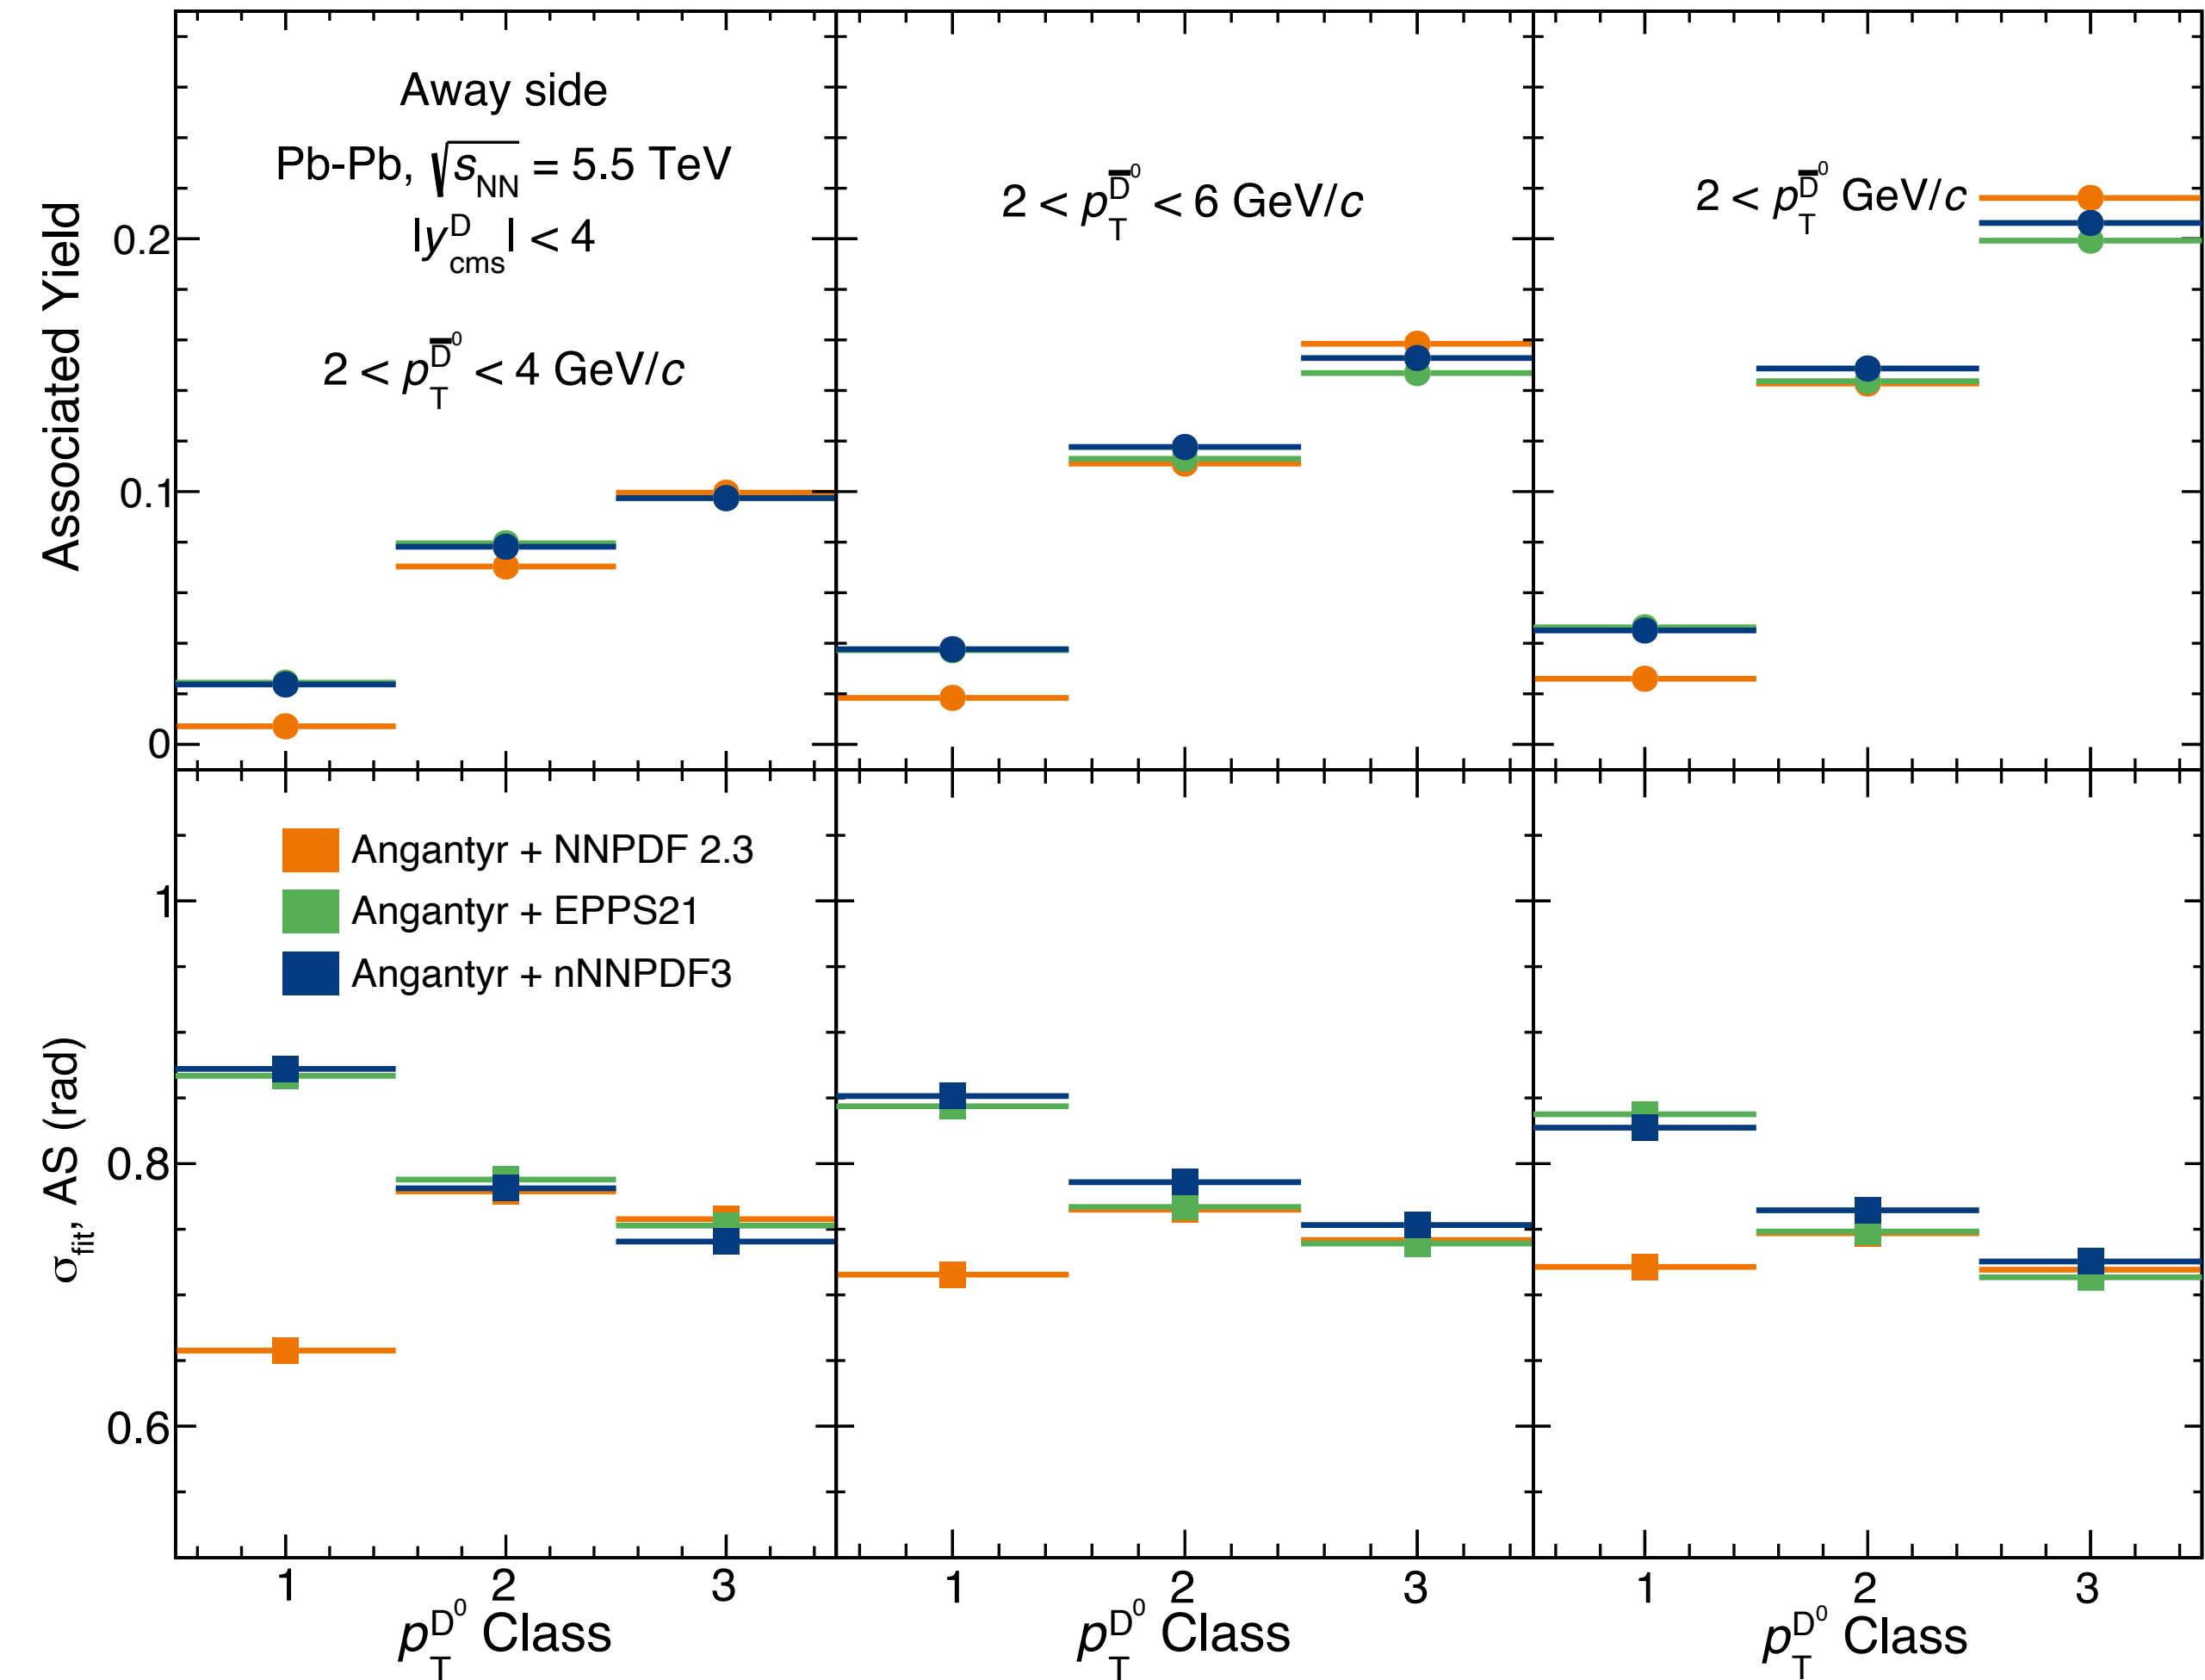 Away side
Pb-Pb, √s_NN = 5.5 TeV
|y^D_cms| < 4
2 < p_T^D̅⁰ < 4 GeV/c
2 < p_T^D̅⁰ < 6 GeV/c
2 < p_T^D̅⁰ GeV/c
Associated Yield
0.2
0.1
0
Angantyr + NNPDF 2.3
Angantyr + EPPS21
Angantyr + nNNPDF3
σ_fit, AS (rad)
1
0.8
0.6
1 2 3 1 2 3 1 2 3
p_T^D⁰ Class p_T^D⁰ Class p_T^D⁰ Class